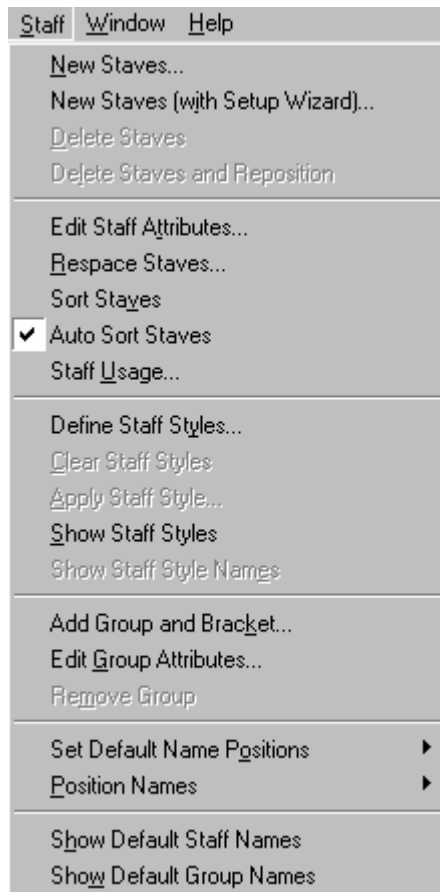 Staff Window Help
New Staves...
New Staves (with Setup Wizard)...
Delete Staves
Delete Staves and Reposition
Edit Staff Attributes...
Respace Staves...
Sort Staves
Auto Sort Staves
Staff Usage...
Define Staff Styles...
Clear Staff Styles
Apply Staff Style...
Show Staff Styles
Show Staff Style Names
Add Group and Bracket...
Edit Group Attributes...
Remove Group
Set Default Name Positions
Position Names
Show Default Staff Names
Show Default Group Names